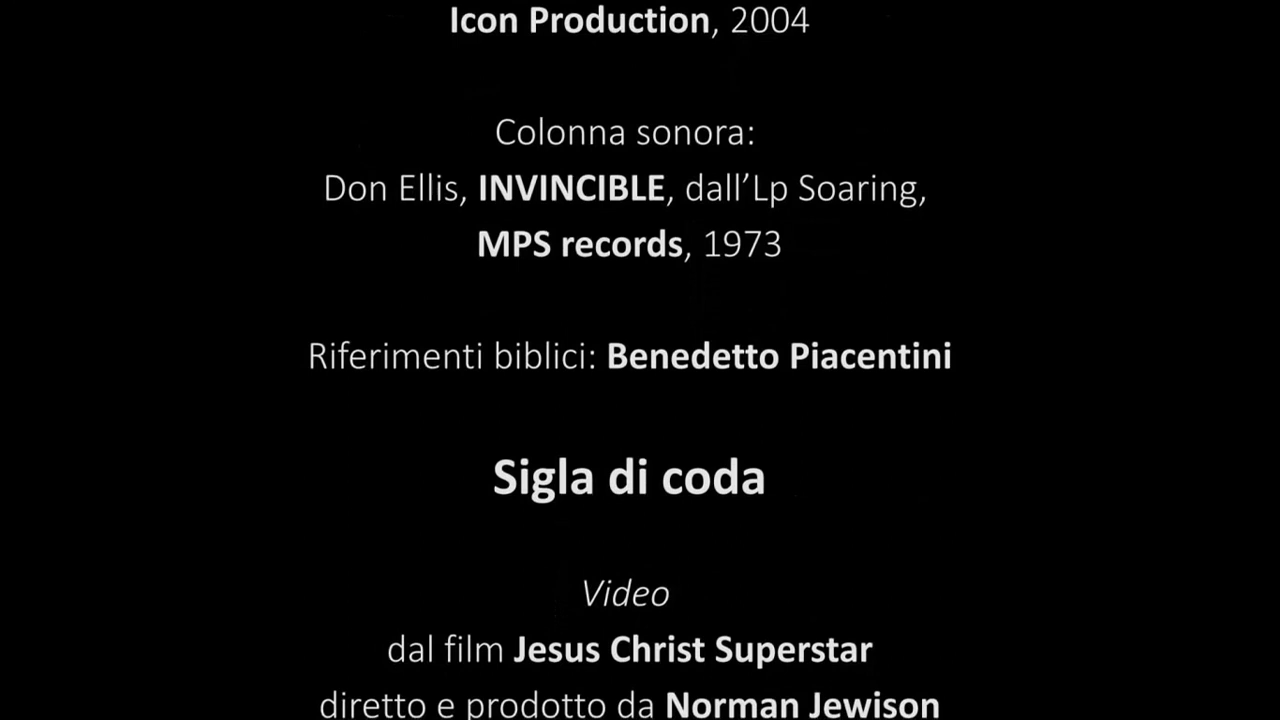 Icon Production, 2004
Colonna sonora:
Don Ellis, INVINCIBLE, dall’Lp Soaring,
MPS records, 1973
Riferimenti biblici: Benedetto Piacentini
Sigla di coda
Video
dal film Jesus Christ Superstar
diretto e prodotto da Norman Jewison